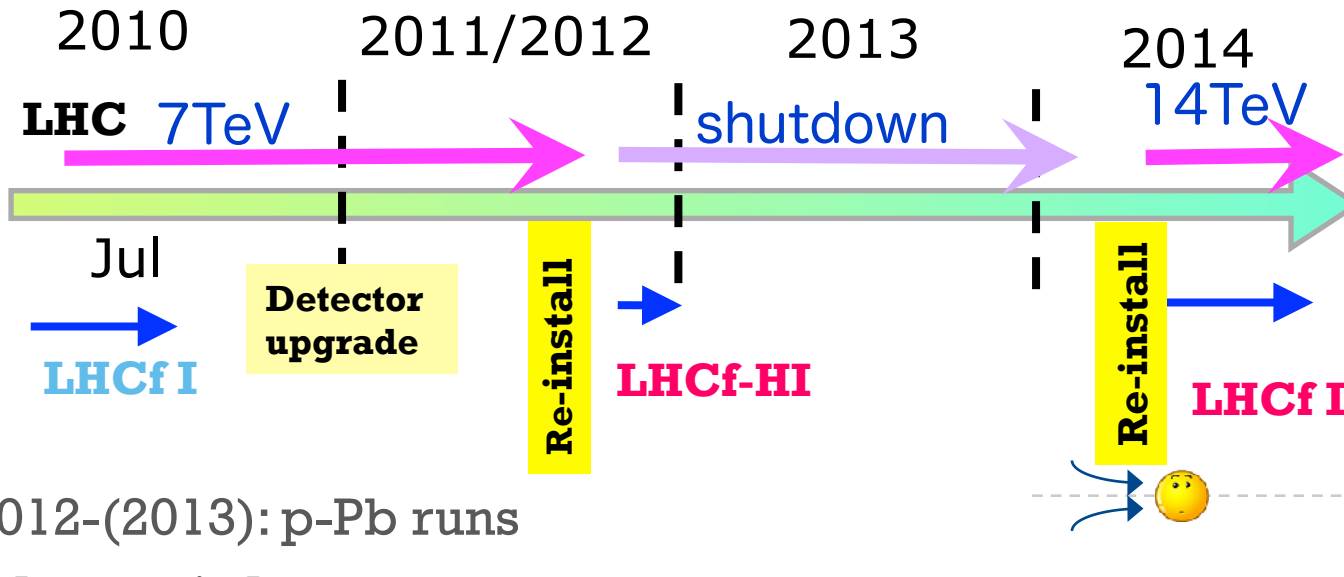 2010
2011/2012
2013
2014
LHC 7TeV
shutdown
14TeV
Jul
Detector
upgrade
Re-install
Re-install
LHCf I
LHCf-HI
LHCf
012-(2013): p-Pb runs